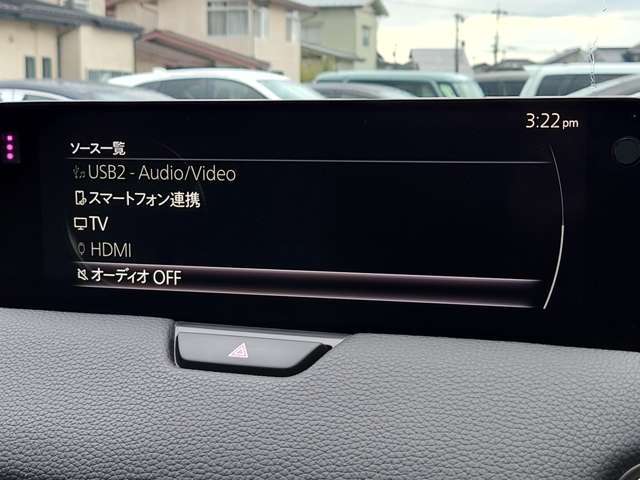 3:22 pm
ソース一覧
USB2 - Audio/Video
スマートフォン連携
TV
HDMI
オーディオ OFF